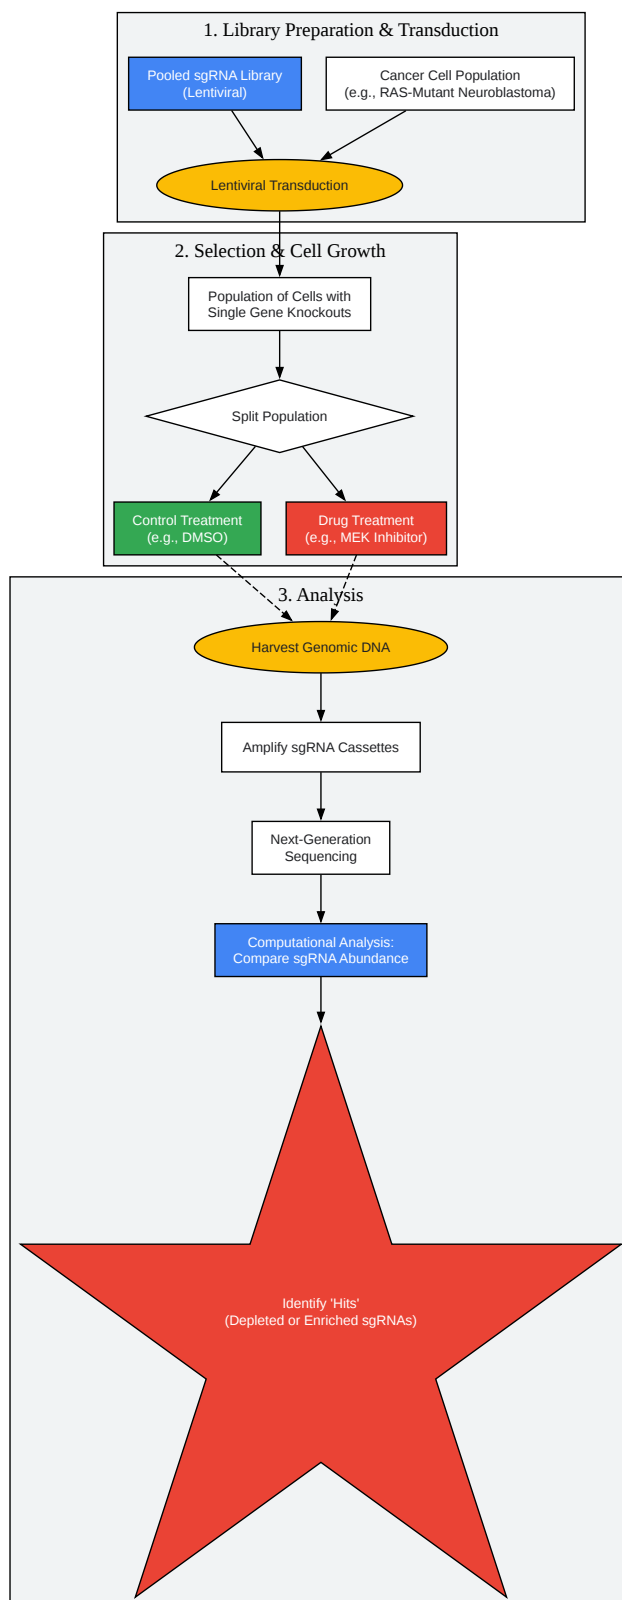 1. Library Preparation & Transduction
Pooled sgRNA Library
(Lentiviral)
Cancer Cell Population
(e.g., RAS-Mutant Neuroblastoma)
Lentiviral Transduction
2. Selection & Cell Growth
Population of Cells with
Single Gene Knockouts
Split Population
Control Treatment
(e.g., DMSO)
Drug Treatment
(e.g., MEK Inhibitor)
3. Analysis
Harvest Genomic DNA
Amplify sgRNA Cassettes
Next-Generation
Sequencing
Computational Analysis:
Compare sgRNA Abundance
Identify 'Hits'
(Depleted or Enriched sgRNAs)